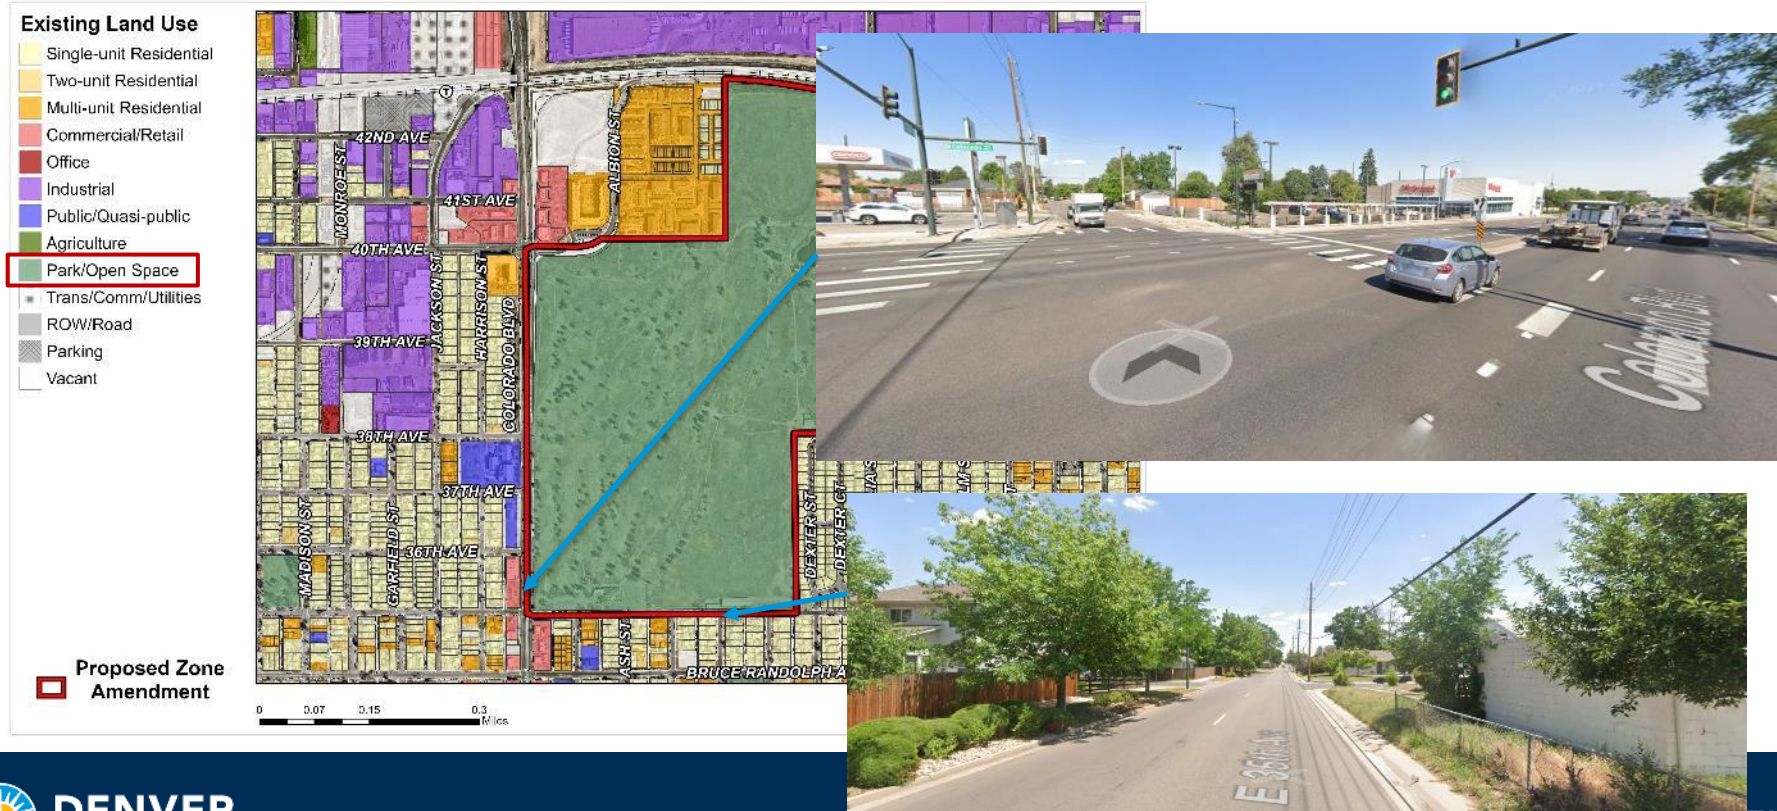 Existing Land Use
Single-unit Residential
Two-unit Residential
Multi-unit Residential
Commercial/Retail
Office
Industrial
Public/Quasi-public
Agriculture
Park/Open Space
Trans/Comm/Utilities
ROW/Road
Parking
Vacant
Proposed Zone
Amendment
T
42ND AVE
MONROE ST
ALBION ST
41ST AVE
40TH AVE
JACKSON ST
HARRISON ST
COLORADO BLVD
39TH AVE
38TH AVE
37TH AVE
MADISON ST
GARFIELD ST
36TH AVE
DEXTER ST
DEXTER CT
ASH ST
BRUCE RANDOLPH A
0 0.07 0.15 0.3
Miles
Colorado Blvd
E 35th Ave
DENVER